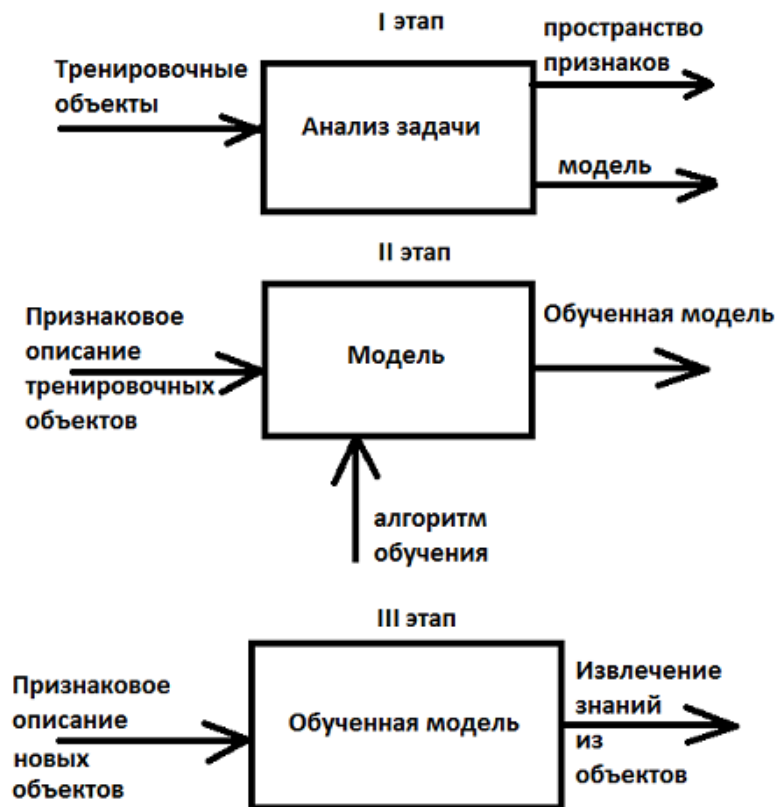 I этап
Тренировочные
объекты
Анализ задачи
пространство
признаков
модель
II этап
Признаковое
описание
тренировочных
объектов
Модель
Обученная модель
алгоритм
обучения
III этап
Признаковое
описание
новых
объектов
Обученная модель
Извлечение
знаний
из
объектов